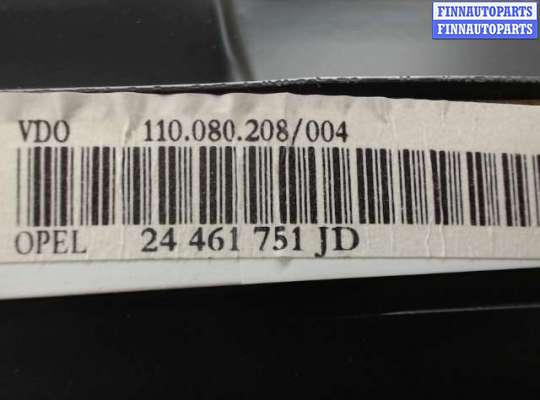 FINNAUTOPARTS
FINNAUTOPARTS
VDO 110.080.208/004
OPEL 24 461 751 JD